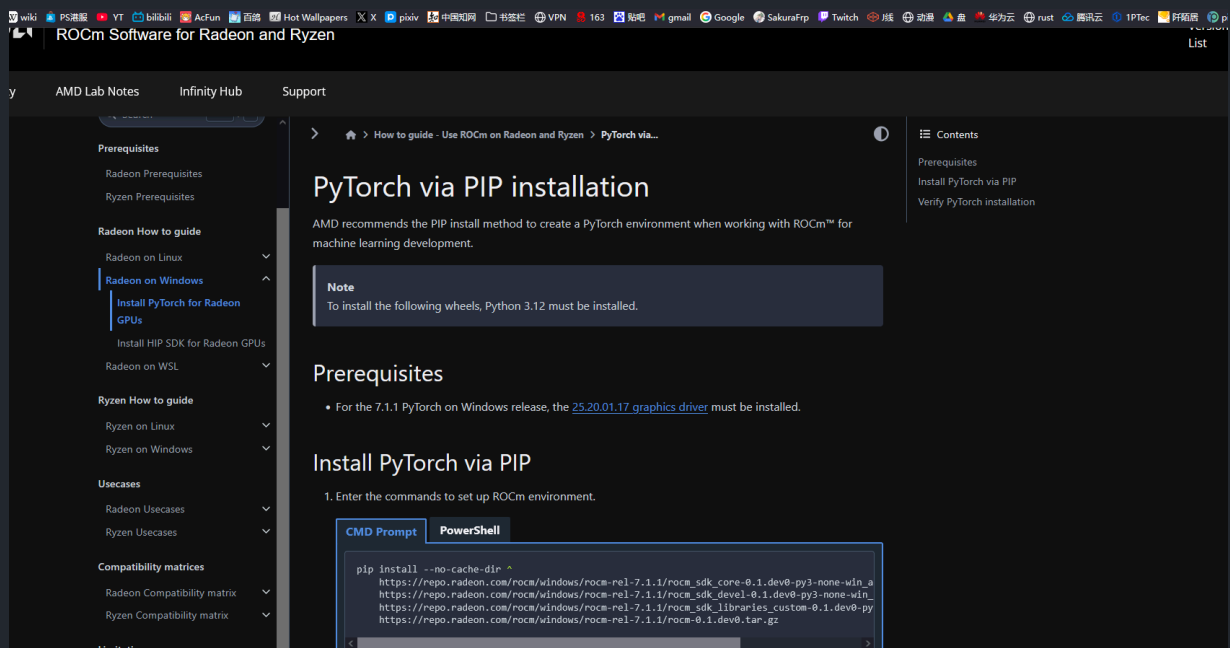 wiki PS港服 YT bilibili AcFun 百鸽 Hot Wallpapers X pixiv 中国知网 书签栏 VPN 163 贴吧 gmail Google SakuraFrp Twitch J线 动漫 盘 华为云 rust 腾讯云 1PTec 阡陌居 p
ROCm Software for Radeon and Ryzen
Version
List
y AMD Lab Notes Infinity Hub Support
Search
Prerequisites
Radeon Prerequisites
Ryzen Prerequisites
Radeon How to guide
Radeon on Linux
Radeon on Windows
Install PyTorch for Radeon
GPUs
Install HIP SDK for Radeon GPUs
Radeon on WSL
Ryzen How to guide
Ryzen on Linux
Ryzen on Windows
Usecases
Radeon Usecases
Ryzen Usecases
Compatibility matrices
Radeon Compatibility matrix
Ryzen Compatibility matrix
> How to guide - Use ROCm on Radeon and Ryzen > PyTorch via...
PyTorch via PIP installation
AMD recommends the PIP install method to create a PyTorch environment when working with ROCm™ for
machine learning development.
Note
To install the following wheels, Python 3.12 must be installed.
Prerequisites
• For the 7.1.1 PyTorch on Windows release, the 25.20.01.17 graphics driver must be installed.
Install PyTorch via PIP
1. Enter the commands to set up ROCm environment.
CMD Prompt PowerShell
pip install --no-cache-dir ^
https://repo.radeon.com/rocm/windows/rocm-rel-7.1.1/rocm_sdk_core-0.1.dev0-py3-none-win_a
https://repo.radeon.com/rocm/windows/rocm-rel-7.1.1/rocm_sdk_devel-0.1.dev0-py3-none-win_
https://repo.radeon.com/rocm/windows/rocm-rel-7.1.1/rocm_sdk_libraries_custom-0.1.dev0-py
https://repo.radeon.com/rocm/windows/rocm-rel-7.1.1/rocm-0.1.dev0.tar.gz
Contents
Prerequisites
Install PyTorch via PIP
Verify PyTorch installation